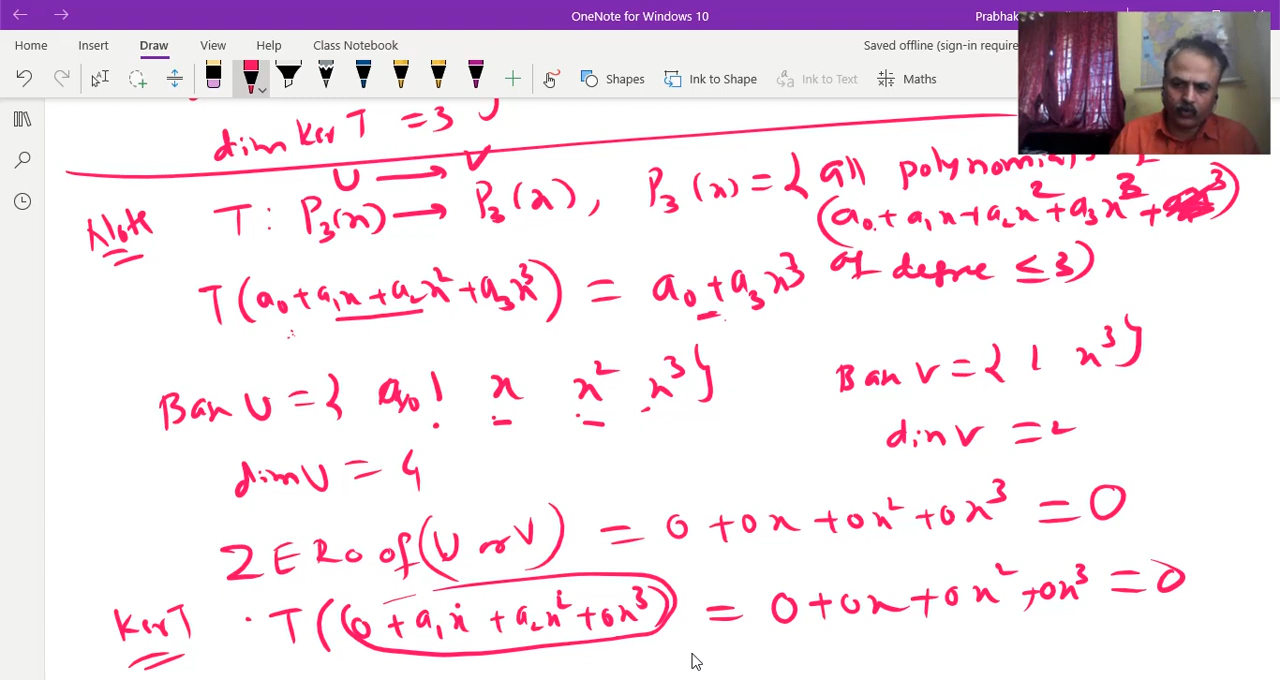 OneNote for Windows 10
Prabhak
Home Insert Draw View Help Class Notebook
Saved offline (sign-in require
Shapes Ink to Shape Ink to Text Maths
dim Ker T = 3
U → V
Note T : P₃(x) → P₃(x), P₃(x) = { all polynomials
(a₀ + a₁x + a₂x² + a₃x³ +
T(a₀ + a₁x + a₂x² + a₃x³) = a₀ + a₃x³ of degree ≤ 3)
Bas U = { 1 x x² x³} Bas V = { 1 x³}
dim U = 4 dim V = 2
ZERO of (U or V) = 0 + 0x + 0x² + 0x³ = 0
Ker T . T(0 + a₁x + a₂x² + 0x³) = 0 + 0x + 0x² + 0x³ = 0